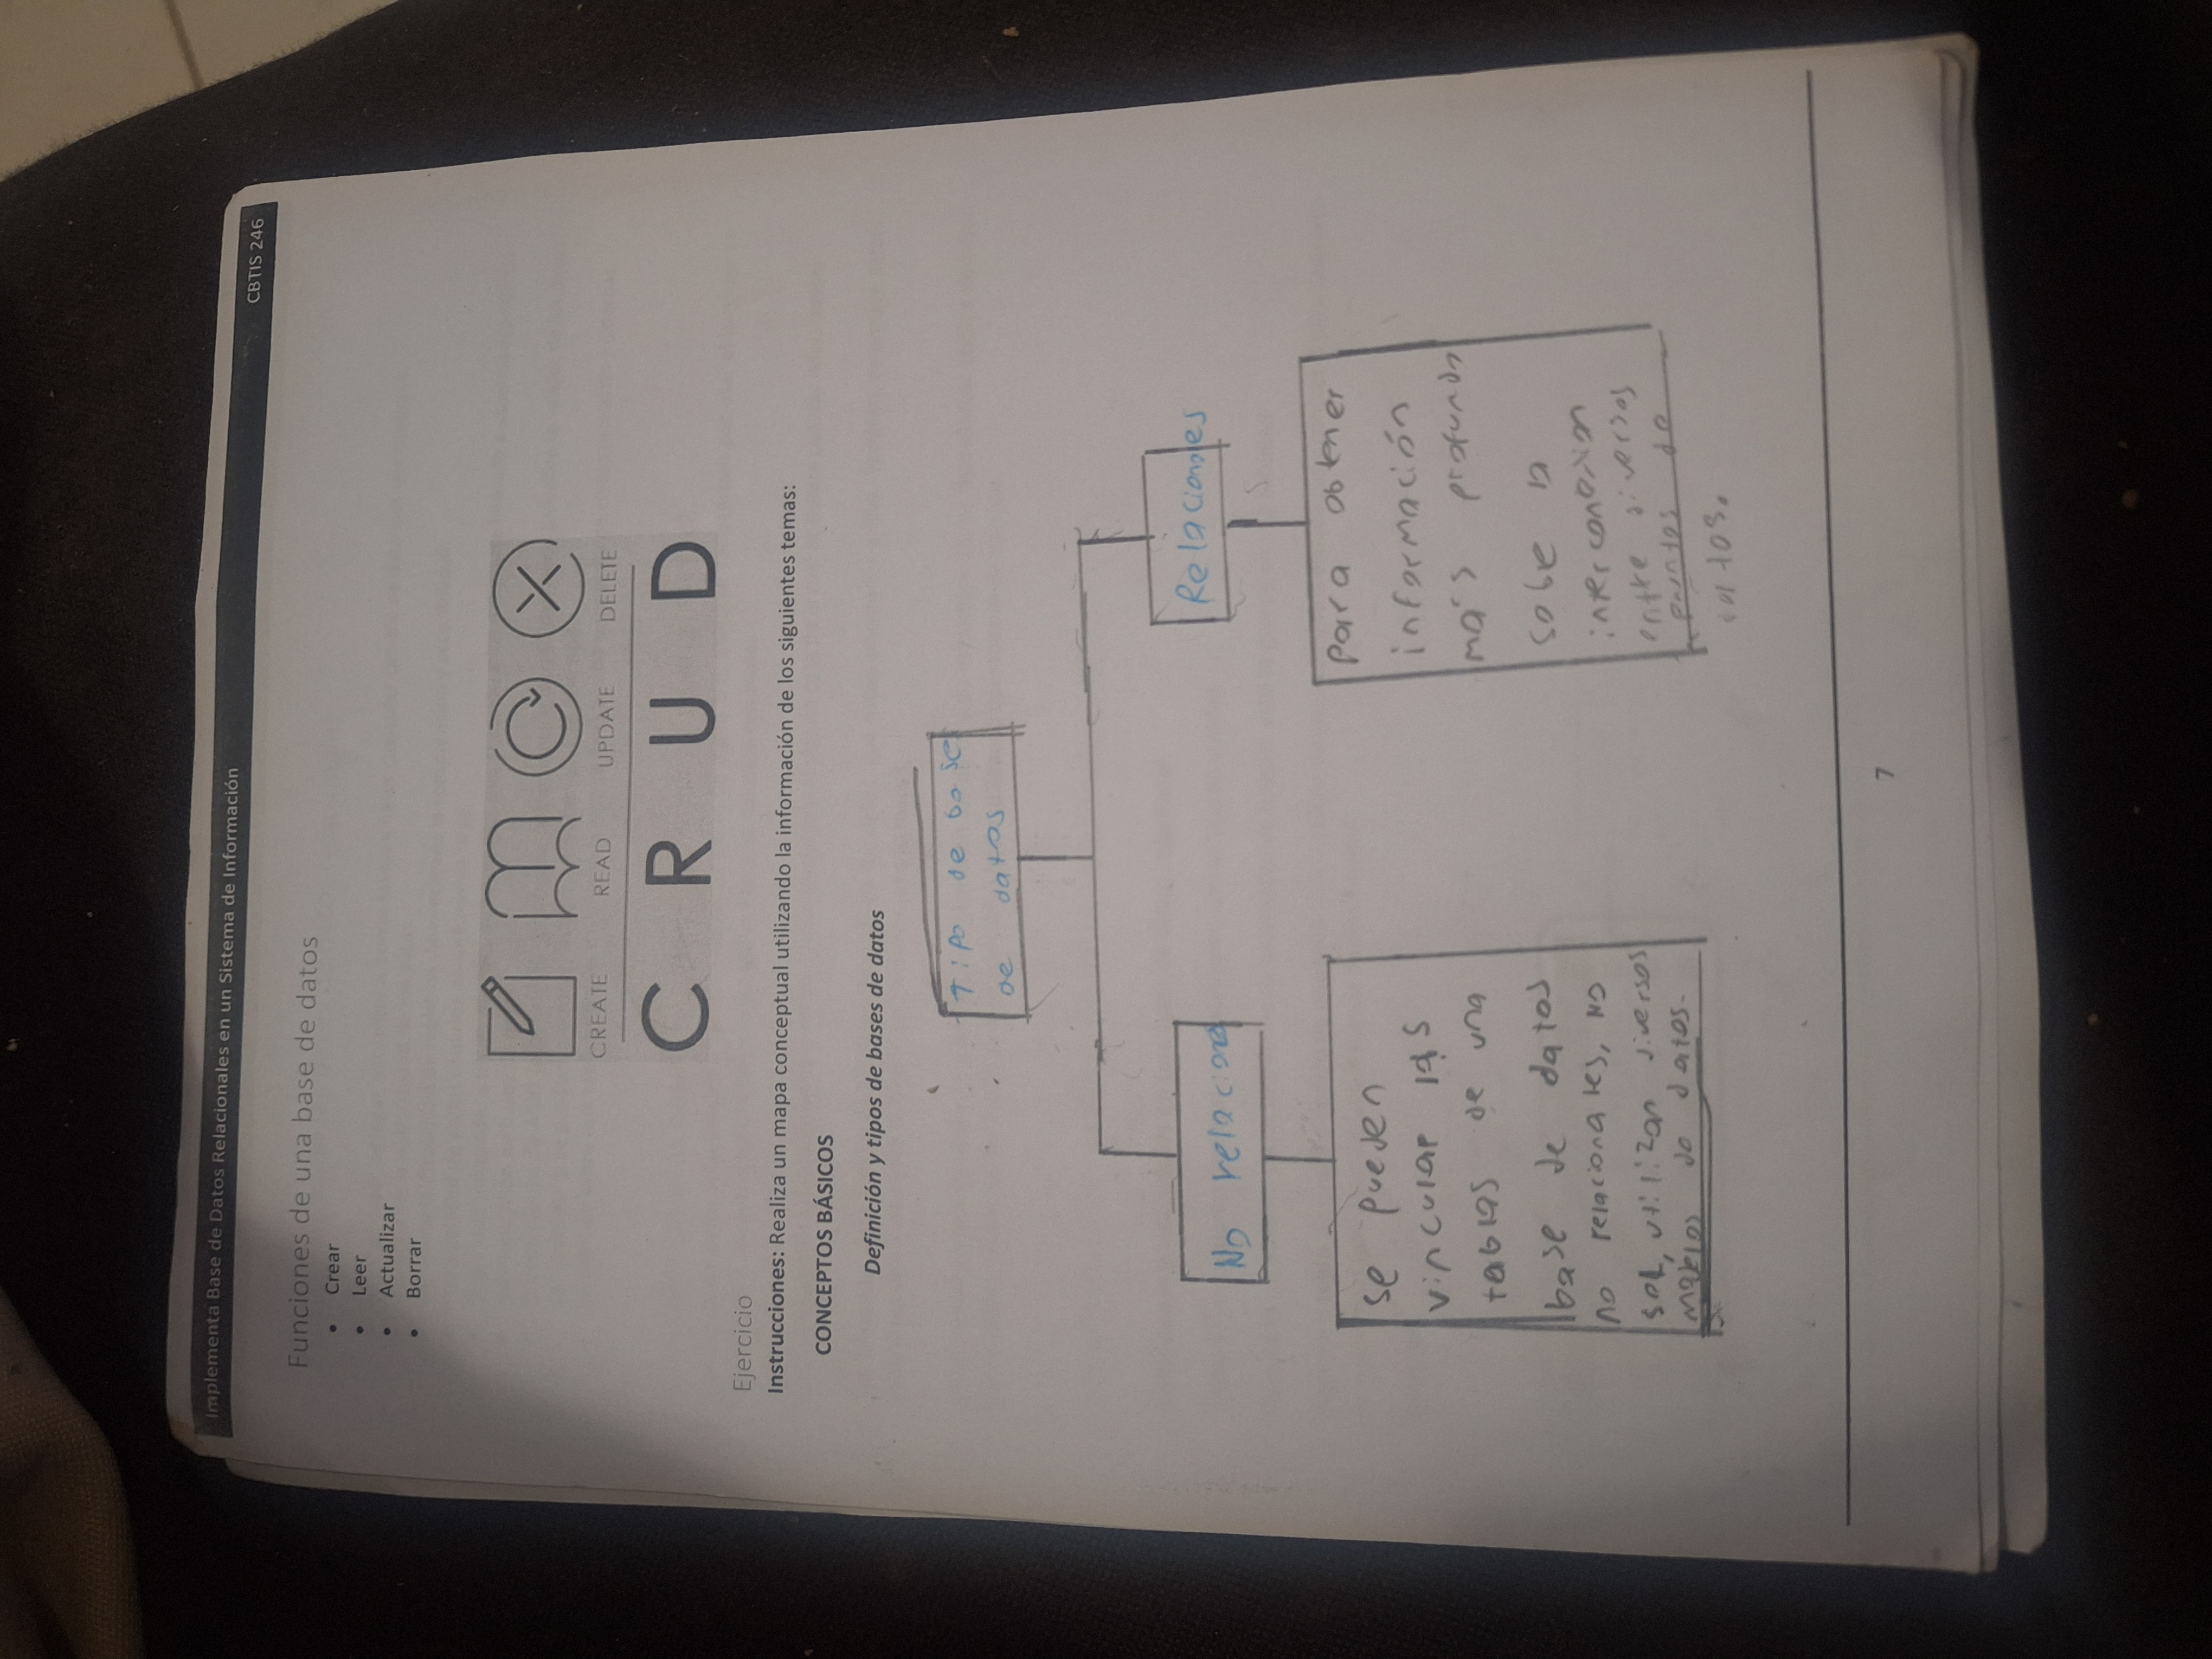 Implementa Base de Datos Relacionales en un Sistema de Información
CBTIS 246
Funciones de una base de datos
• Crear
• Leer
• Actualizar
• Borrar
CREATE READ UPDATE DELETE
C R U D
Ejercicio
Instrucciones: Realiza un mapa conceptual utilizando la información de los siguientes temas:
CONCEPTOS BÁSICOS
Definición y tipos de bases de datos
Tipo de base
de datos
No relaciona
Relacionales
se pueden
vincular las
tablas de una
base de datos
no relacionales, NO
SQL, utilizan diversos
modelos de datos.
para obtener
información
más profunda
sobe la
interconexion
entre diversos
puntos de
datos.
7